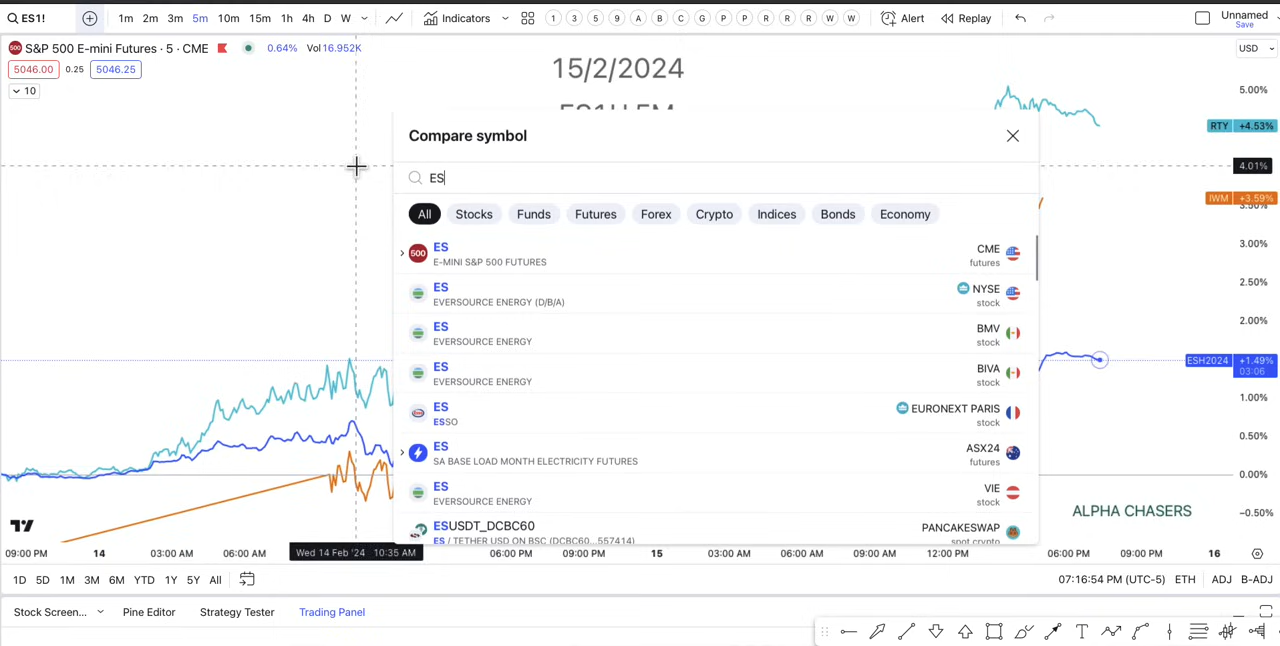 ES1! 1m 2m 3m 5m 10m 15m 1h 4h D W Indicators 1 3 5 9 A B C G P P R R R W W Alert Replay Unnamed
Save
500 S&P 500 E-mini Futures · 5 · CME 0.64% Vol 16.952K
USD
5046.00 0.25 5046.25
10
15/2/2024
Compare symbol
ES
All Stocks Funds Futures Forex Crypto Indices Bonds Economy
500 ES
E-MINI S&P 500 FUTURES
CME
futures
ES
EVERSOURCE ENERGY (D/B/A)
NYSE
stock
ES
EVERSOURCE ENERGY
BMV
stock
ES
EVERSOURCE ENERGY
BIVA
stock
ES
ESSO
EURONEXT PARIS
stock
ES
SA BASE LOAD MONTH ELECTRICITY FUTURES
ASX24
futures
ES
EVERSOURCE ENERGY
VIE
stock
ESUSDT_DCBC60
ES / TETHER USD ON BSC (DCBC60...557414)
PANCAKESWAP
spot crypto
5.00%
RTY +4.53%
4.01%
IWM +3.59%
3.00%
2.50%
2.00%
ESH2024 +1.49%
03:06
1.00%
0.50%
0.00%
-0.50%
ALPHA CHASERS
09:00 PM 14 03:00 AM 06:00 AM Wed 14 Feb '24 10:35 AM 06:00 PM 09:00 PM 15 03:00 AM 06:00 AM 09:00 AM 12:00 PM 06:00 PM 09:00 PM 16
1D 5D 1M 3M 6M YTD 1Y 5Y All 07:16:54 PM (UTC-5) ETH ADJ B-ADJ
Stock Screen... Pine Editor Strategy Tester Trading Panel